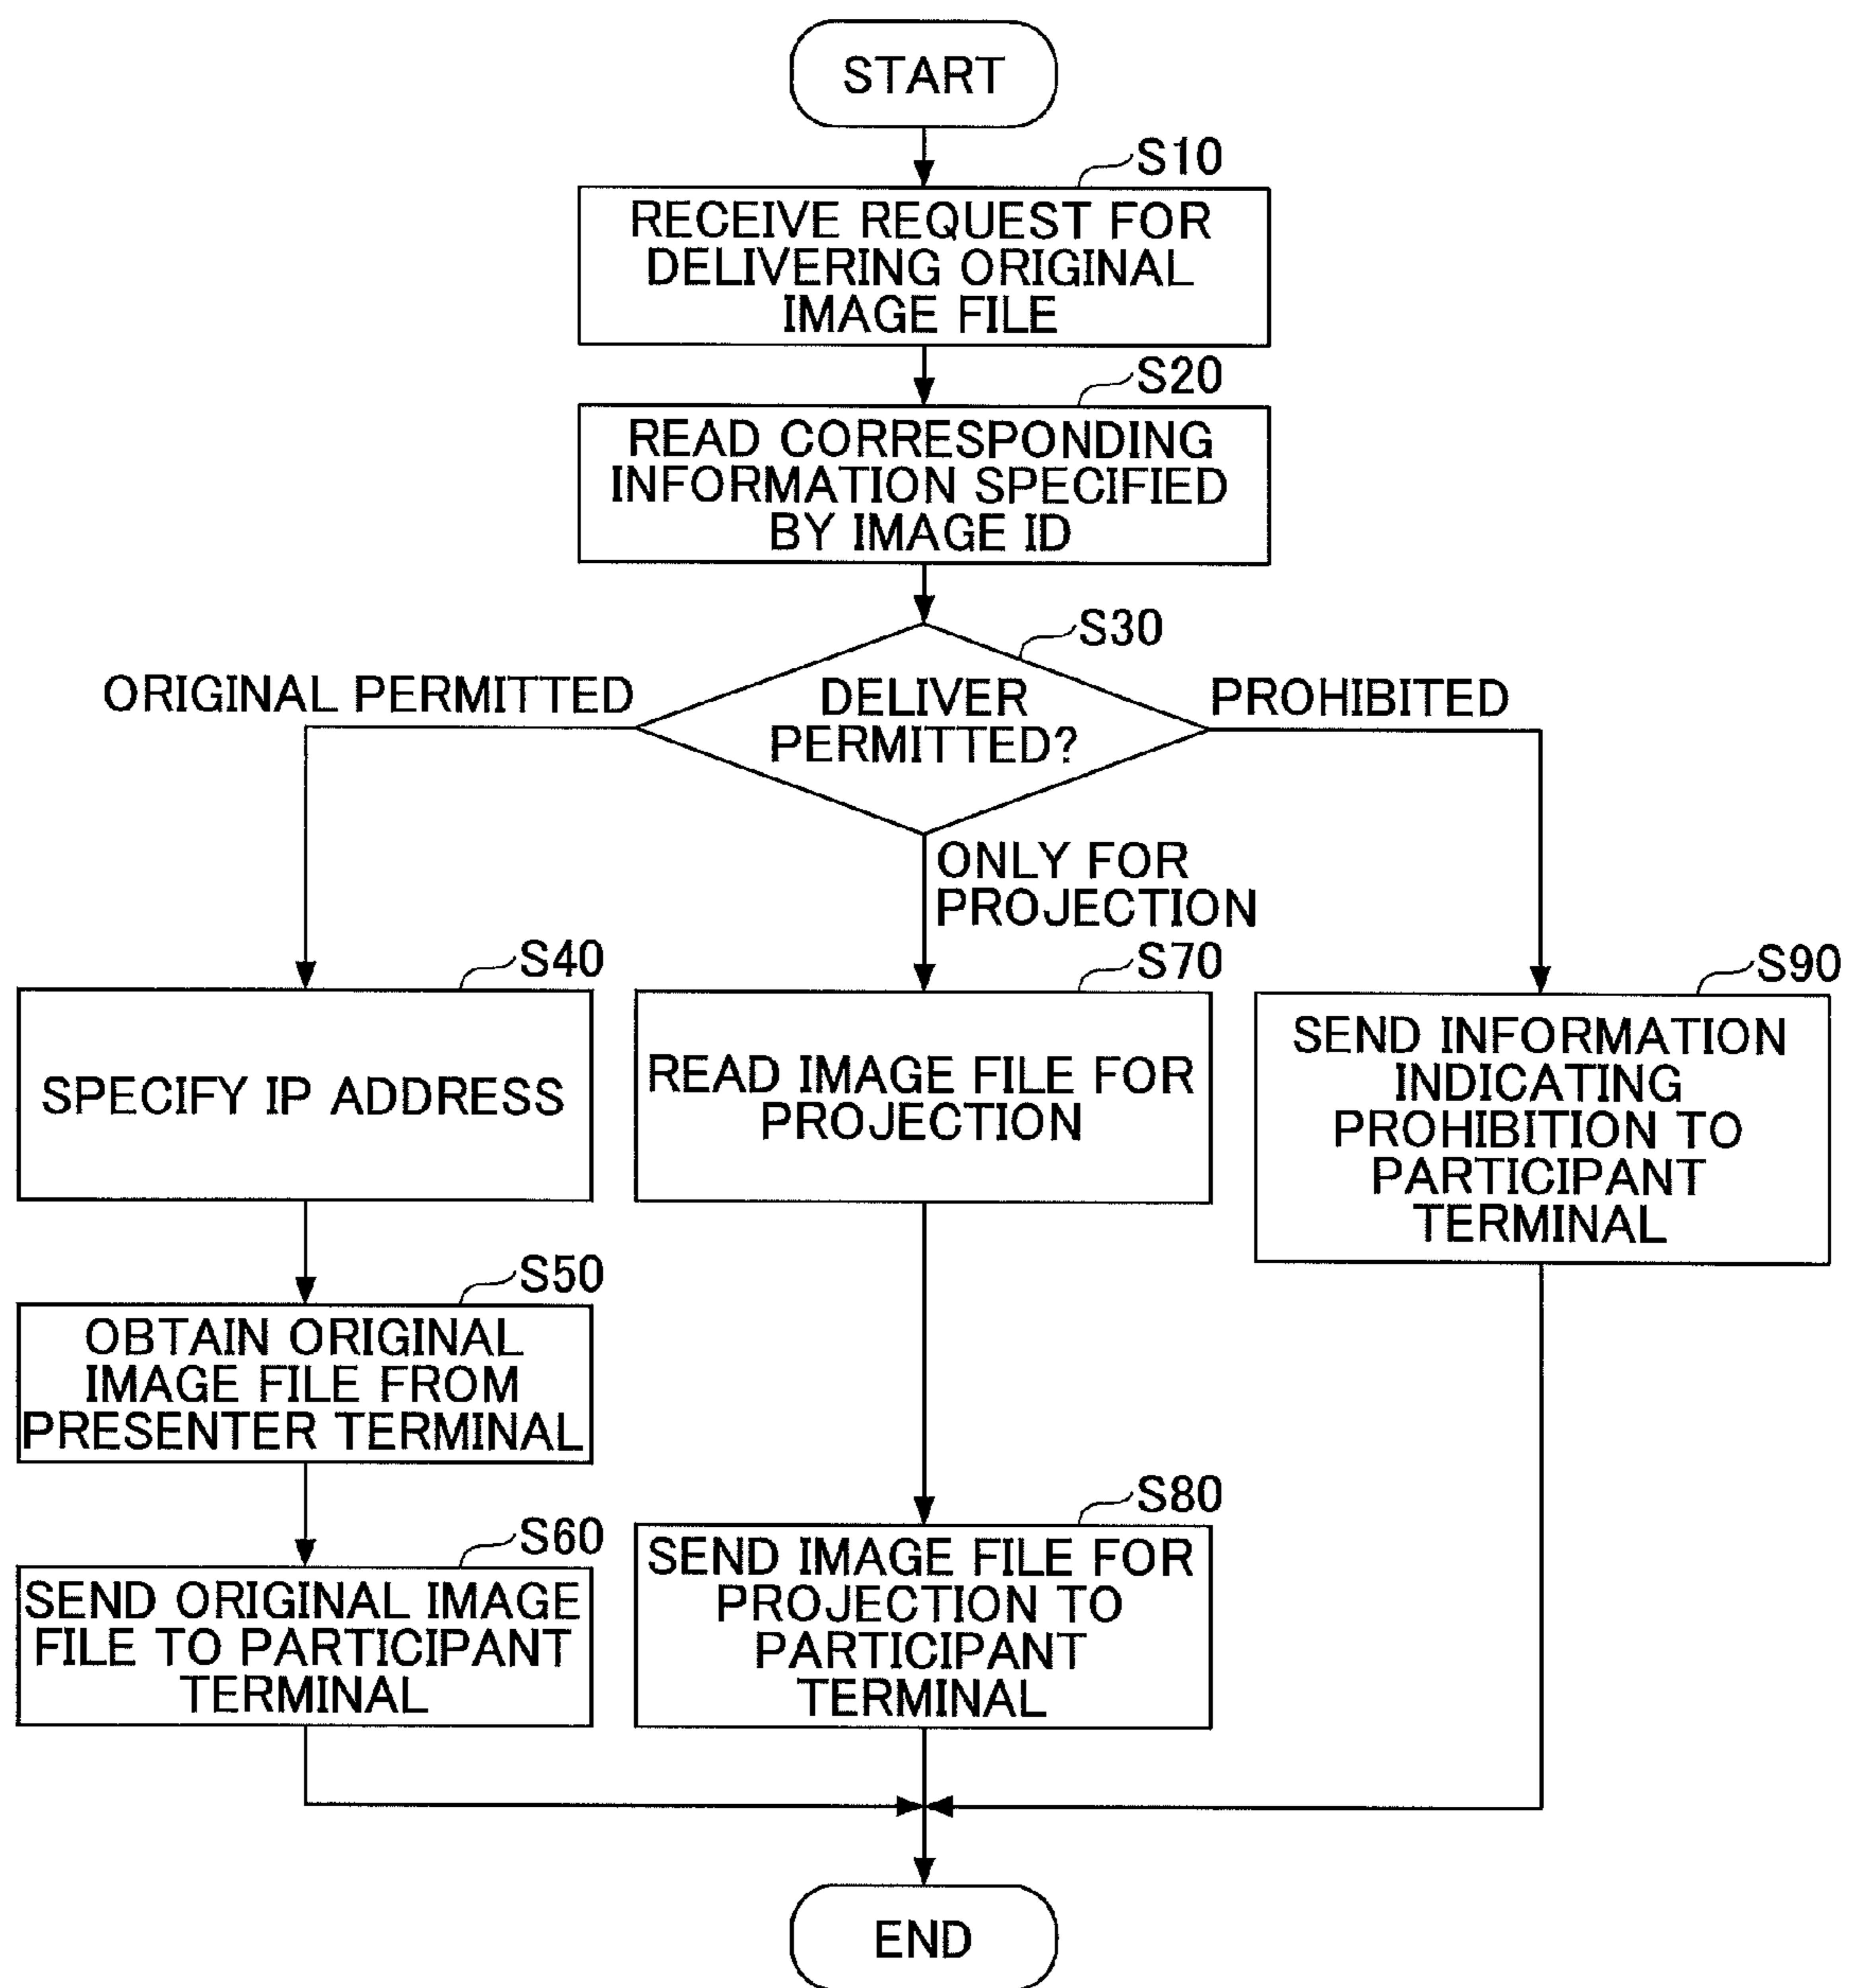 START
S10
RECEIVE REQUEST FOR
DELIVERING ORIGINAL
IMAGE FILE
S20
READ CORRESPONDING
INFORMATION SPECIFIED
BY IMAGE ID
S30
DELIVER
PERMITTED?
ORIGINAL PERMITTED
PROHIBITED
ONLY FOR
PROJECTION
S40
SPECIFY IP ADDRESS
S50
OBTAIN ORIGINAL
IMAGE FILE FROM
PRESENTER TERMINAL
S60
SEND ORIGINAL IMAGE
FILE TO PARTICIPANT
TERMINAL
S70
READ IMAGE FILE FOR
PROJECTION
S80
SEND IMAGE FILE FOR
PROJECTION TO
PARTICIPANT
TERMINAL
S90
SEND INFORMATION
INDICATING
PROHIBITION TO
PARTICIPANT
TERMINAL
END